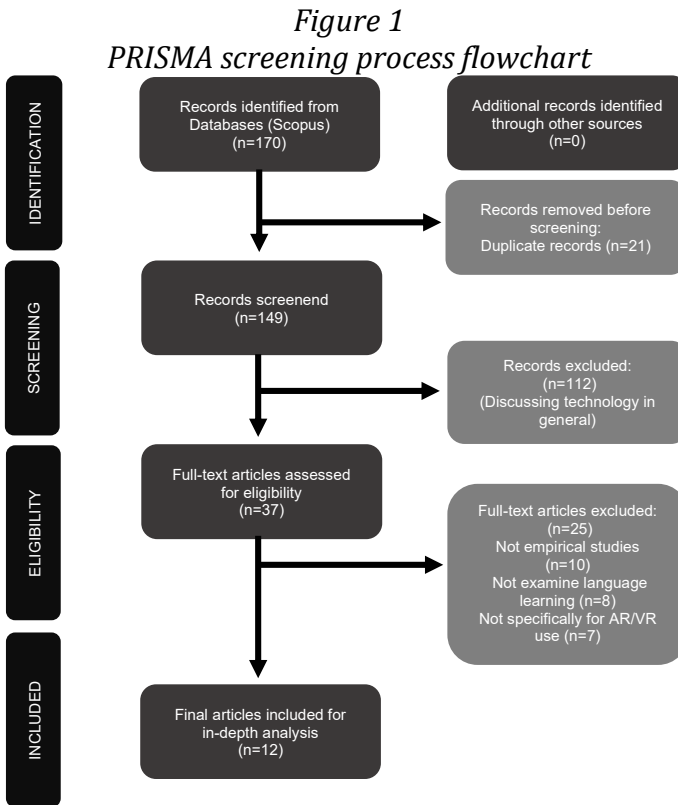 Figure 1
PRISMA screening process flowchart
IDENTIFICATION
Records identified from
Databases (Scopus)
(n=170)
Additional records identified
through other sources
(n=0)
Records removed before
screening:
Duplicate records (n=21)
SCREENING
Records screenend
(n=149)
Records excluded:
(n=112)
(Discussing technology in
general)
ELIGIBILITY
Full-text articles assessed
for eligibility
(n=37)
Full-text articles excluded:
(n=25)
Not empirical studies
(n=10)
Not examine language
learning (n=8)
Not specifically for AR/VR
use (n=7)
INCLUDED
Final articles included for
in-depth analysis
(n=12)